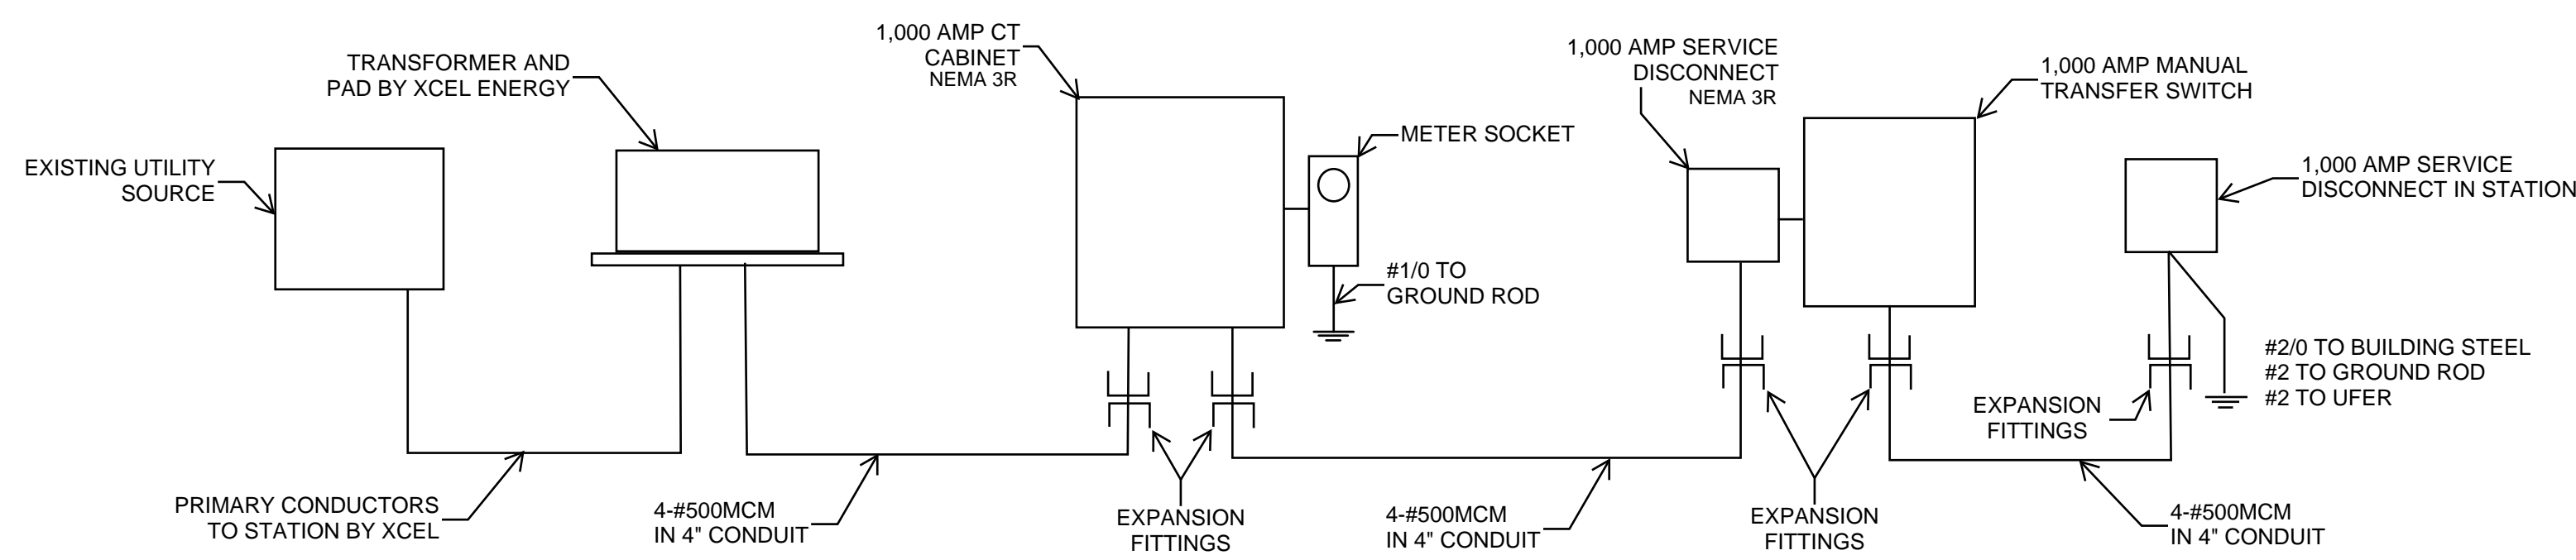 EXISTING UTILITY
SOURCE
TRANSFORMER AND
PAD BY XCEL ENERGY
1,000 AMP CT
CABINET
NEMA 3R
METER SOCKET
#1/0 TO
GROUND ROD
1,000 AMP SERVICE
DISCONNECT
NEMA 3R
1,000 AMP MANUAL
TRANSFER SWITCH
1,000 AMP SERVICE
DISCONNECT IN STATION
#2/0 TO BUILDING STEEL
#2 TO GROUND ROD
#2 TO UFER
EXPANSION
FITTINGS
PRIMARY CONDUCTORS
TO STATION BY XCEL
4-#500MCM
IN 4" CONDUIT
EXPANSION
FITTINGS
4-#500MCM
IN 4" CONDUIT
EXPANSION
FITTINGS
4-#500MCM
IN 4" CONDUIT